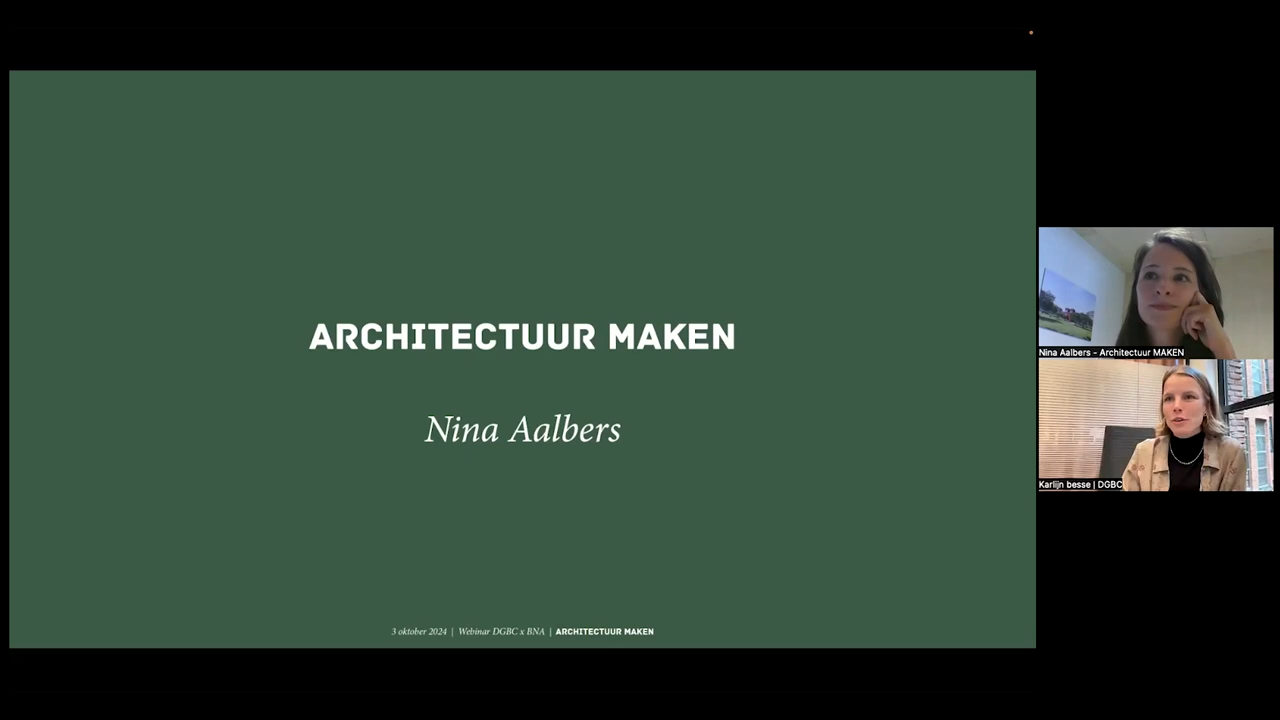 ARCHITECTUUR MAKEN
Nina Aalbers
3 oktober 2024 | Webinar DGBC x BNA | ARCHITECTUUR MAKEN
Nina Aalbers - Architectuur MAKEN
Karlijn besse | DGBC